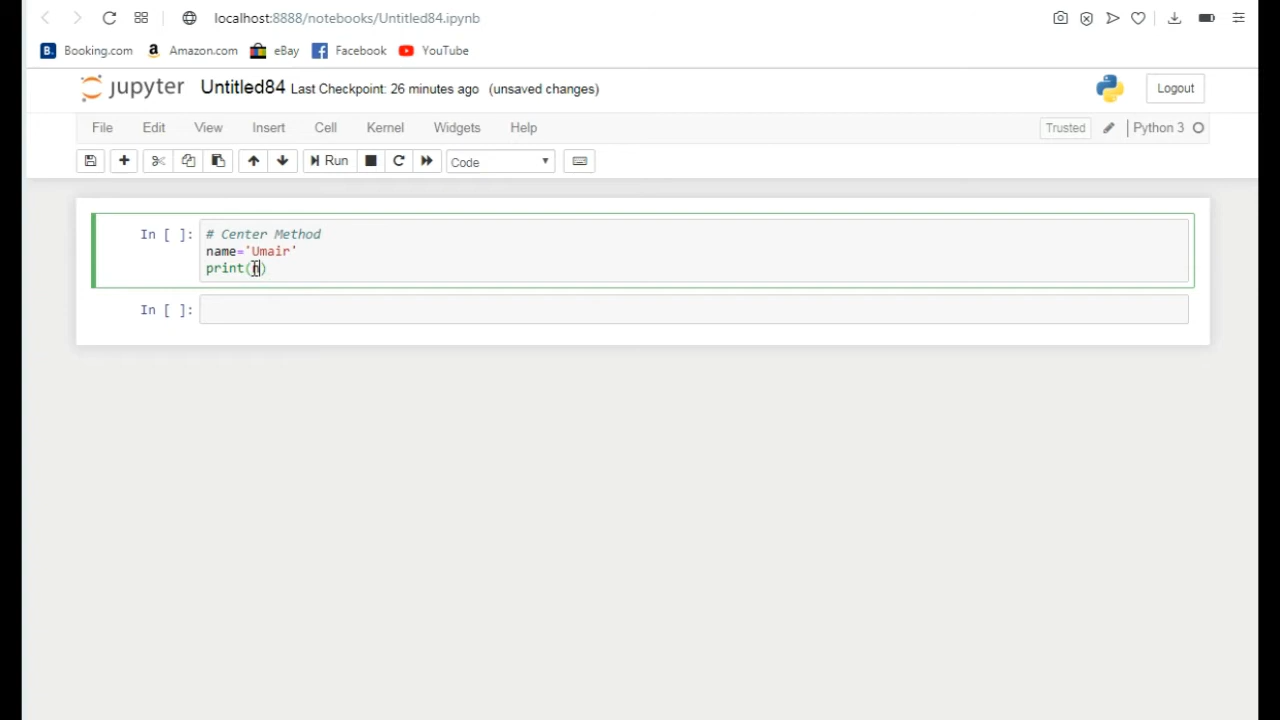 localhost:8888/notebooks/Untitled84.ipynb
B. Booking.com a Amazon.com eBay Facebook YouTube
jupyter Untitled84 Last Checkpoint: 26 minutes ago (unsaved changes) Logout
File Edit View Insert Cell Kernel Widgets Help Trusted Python 3
Run Code
In [ ]: # Center Method
name='Umair'
print(n)
In [ ]: